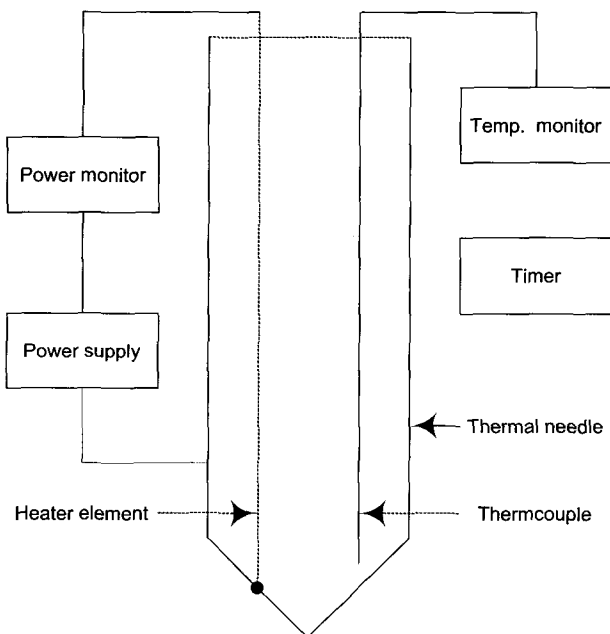 Temp. monitor
Power monitor
Timer
Power supply
Thermal needle
Heater element
Thermcouple